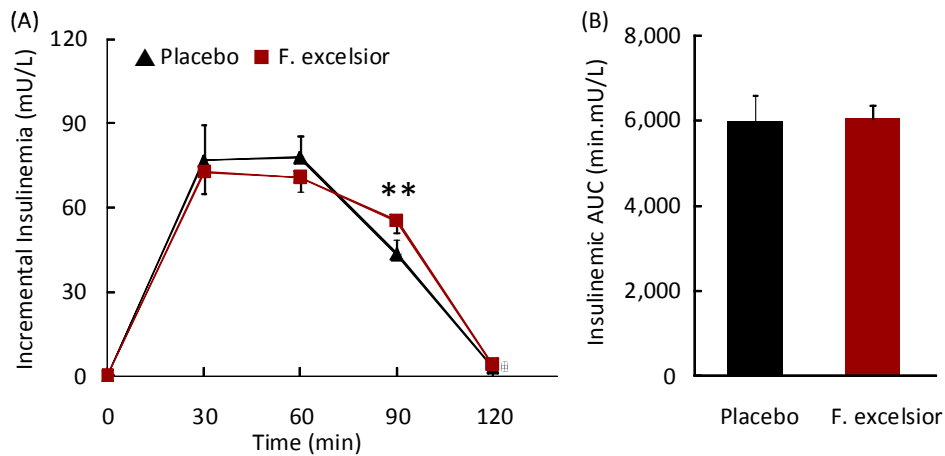 (A)
Incremental Insulinemia (mU/L)
120
90
60
30
0
Placebo F. excelsior
**
0 30 60 90 120
Time (min)
(B)
Insulinemic AUC (min.mU/L)
8,000
6,000
4,000
2,000
0
Placebo F. excelsior